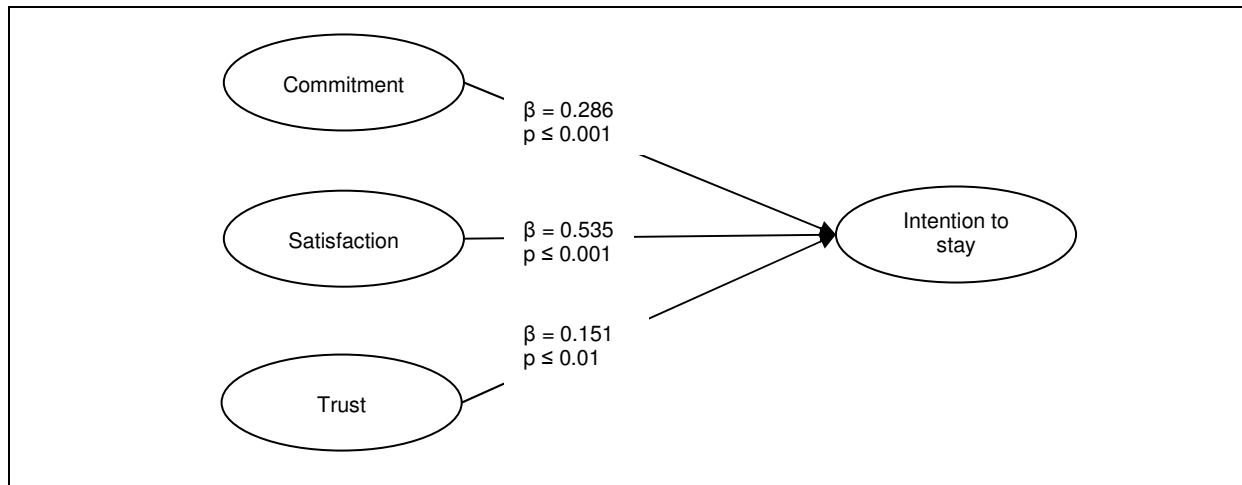 Commitment
β = 0.286
p ≤ 0.001
Satisfaction
β = 0.535
p ≤ 0.001
Intention to
stay
Trust
β = 0.151
p ≤ 0.01